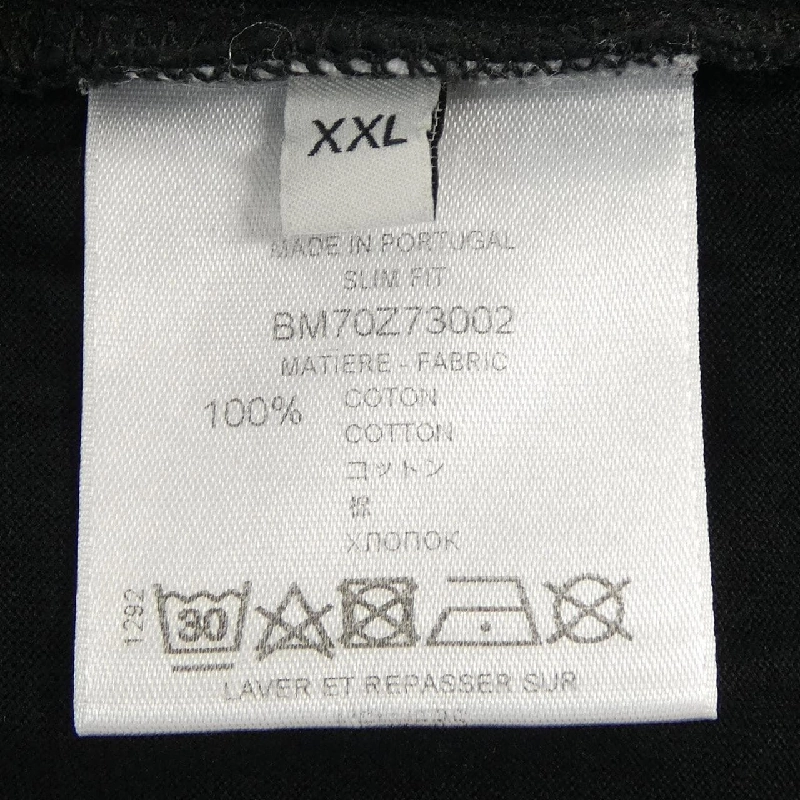 XXL
MADE IN PORTUGAL
SLIM FIT
BM70Z73002
MATIERE - FABRIC
100% COTON
COTTON
コットン
棉
ХЛОПОК
1292
30
LAVER ET REPASSER SUR
L'ENVERS